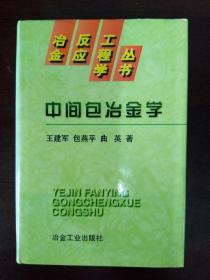 冶金反应工程学丛书
中间包冶金学
王建军 包燕平 曲 英 著
YEJIN FANYING
GONGCHENGXUE
CONGSHU
冶金工业出版社